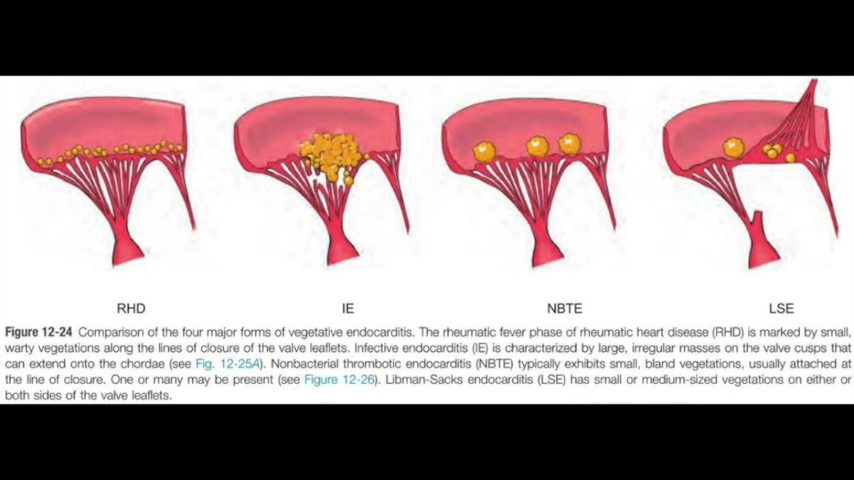 RHD IE NBTE LSE
Figure 12-24 Comparison of the four major forms of vegetative endocarditis. The rheumatic fever phase of rheumatic heart disease (RHD) is marked by small,
warty vegetations along the lines of closure of the valve leaflets. Infective endocarditis (IE) is characterized by large, irregular masses on the valve cusps that
can extend onto the chordae (see Fig. 12-25A). Nonbacterial thrombotic endocarditis (NBTE) typically exhibits small, bland vegetations, usually attached at
the line of closure. One or many may be present (see Figure 12-26). Libman-Sacks endocarditis (LSE) has small or medium-sized vegetations on either or
both sides of the valve leaflets.